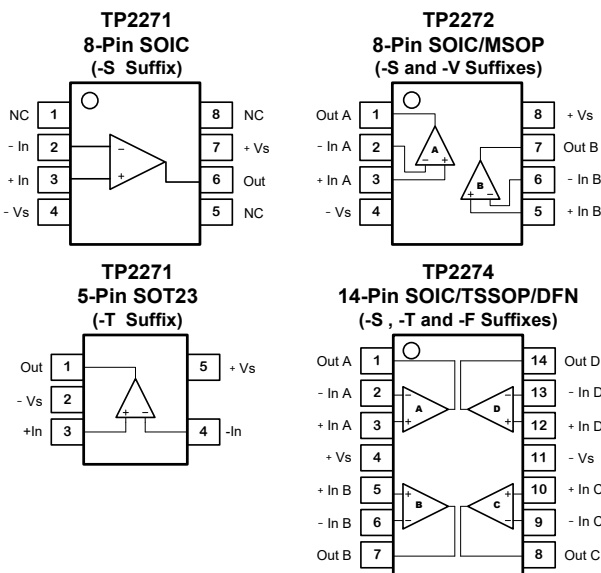 TP2271
8-Pin SOIC
(-S Suffix)
NC 1
- In 2
+ In 3
- Vs 4
8 NC
7 + Vs
6 Out
5 NC
− +
TP2272
8-Pin SOIC/MSOP
(-S and -V Suffixes)
Out A 1
- In A 2
+ In A 3
- Vs 4
8 + Vs
7 Out B
6 - In B
5 + In B
A − +
B + −
TP2271
5-Pin SOT23
(-T Suffix)
Out 1
- Vs 2
+In 3
5 + Vs
4 -In
+ −
TP2274
14-Pin SOIC/TSSOP/DFN
(-S , -T and -F Suffixes)
Out A 1
- In A 2
+ In A 3
+ Vs 4
+ In B 5
- In B 6
Out B 7
14 Out D
13 - In D
12 + In D
11 - Vs
10 + In C
9 - In C
8 Out C
− A +
− D +
+ B −
+ C −